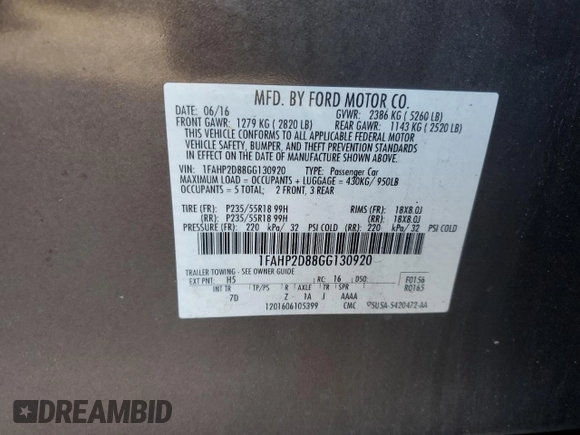 MFD. BY FORD MOTOR CO.
DATE: 06/16 GVWR: 2386 KG ( 5260 LB)
FRONT GAWR: 1279 KG ( 2820 LB) REAR GAWR: 1143 KG ( 2520 LB)
THIS VEHICLE CONFORMS TO ALL APPLICABLE FEDERAL MOTOR
VEHICLE SAFETY, BUMPER, AND THEFT PREVENTION STANDARDS
IN EFFECT ON THE DATE OF MANUFACTURE SHOWN ABOVE.
VIN: 1FAHP2D88GG130920 TYPE: Passenger Car
MAXIMUM LOAD = OCCUPANTS + LUGGAGE = 430KG/ 950LB
OCCUPANTS = 5 TOTAL: 2 FRONT, 3 REAR
TIRE (FR): P235/55R18 99H RIMS (FR): 18X8.0J
(RR): P235/55R18 99H (RR): 18X8.0J
PRESSURE (FR): 220 kPa/ 32 PSI COLD (RR) 220 kPa/ 32 PSI COLD
1FAHP2D88GG130920
TRAILER TOWING - SEE OWNER GUIDE
EXT PNT: H5 RC: 16 DSO: F0156
INT TR TP/PS R AXLE TR SPR R0165
7D Z 1A J AAAA
1201606105399 CMC
DREAMBID